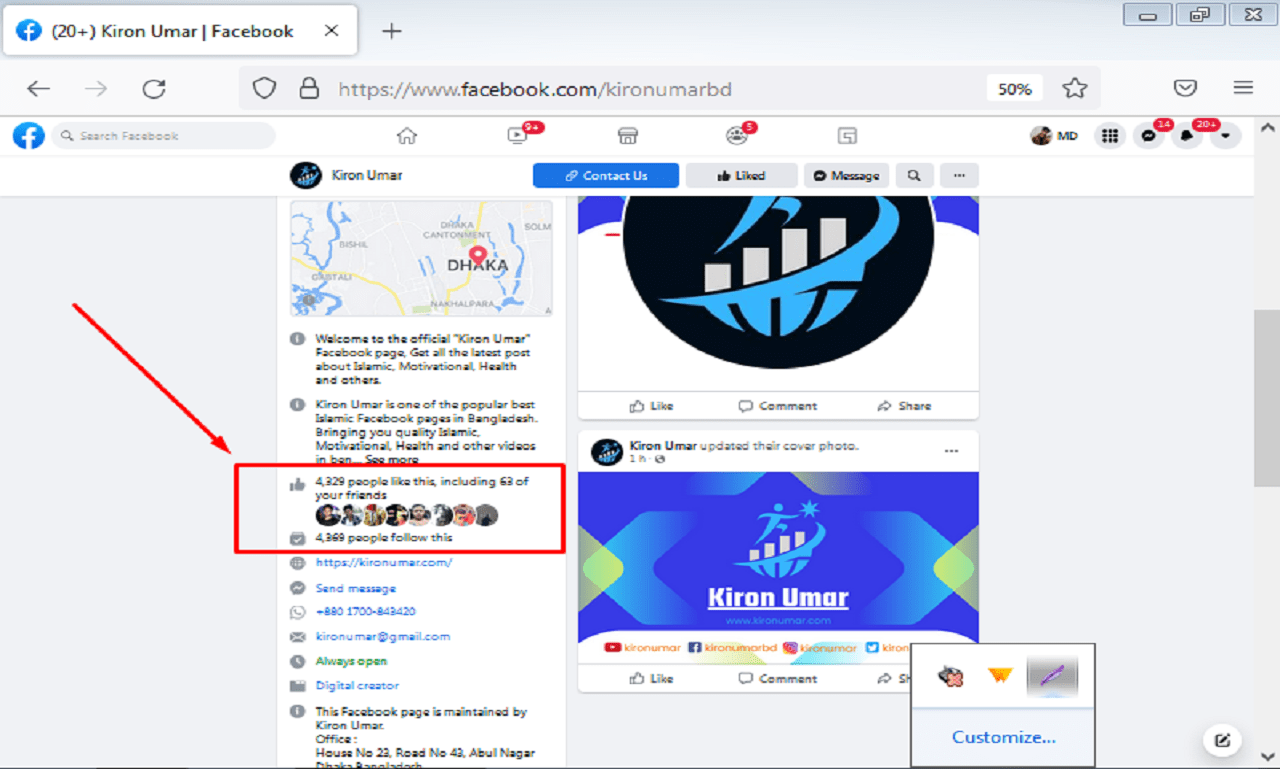 (20+) Kiron Umar | Facebook
https://www.facebook.com/kironumarbd
50%
Search Facebook
9+
5
MD
14
20+
Kiron Umar
Contact Us
Liked
Message
DHAKA
CANTONMENT
SOLM
BISHIL
GABTALI
DHAKA
NAKHALPARA
Welcome to the official "Kiron Umar"
Facebook page, Get all the latest post
about Islamic, Motivational, Health
and others.
Kiron Umar is one of the popular best
Islamic Facebook pages in Bangladesh.
Bringing you quality Islamic,
Motivational, Health and other videos
in ben... See more
4,329 people like this, including 63 of
your friends
4,369 people follow this
https://kironumar.com/
Send message
+880 1700-843420
kironumar@gmail.com
Always open
Digital creator
This Facebook page is maintained by
Kiron Umar.
Office :
House No 23, Road No 43, Abul Nagar
Dhaka Bangladesh
Like Comment Share
Kiron Umar updated their cover photo.
1 h
Kiron Umar
www.kironumar.com
kironumar kironumarbd kironumar kiron
Like Comment Sh
Customize...